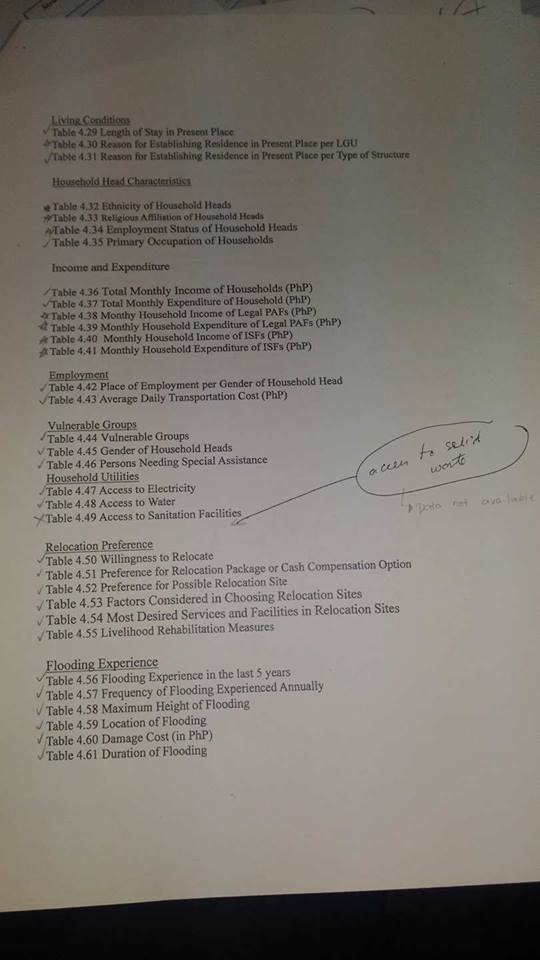 Living Conditions
Table 4.29 Length of Stay in Present Place
Table 4.30 Reason for Establishing Residence in Present Place per LGU
Table 4.31 Reason for Establishing Residence in Present Place per Type of Structure
Household Head Characteristics
Table 4.32 Ethnicity of Household Heads
Table 4.33 Religious Affiliation of Household Heads
Table 4.34 Employment Status of Household Heads
Table 4.35 Primary Occupation of Households
Income and Expenditure
Table 4.36 Total Monthly Income of Households (PhP)
Table 4.37 Total Monthly Expenditure of Household (PhP)
Table 4.38 Monthy Household Income of Legal PAFs (PhP)
Table 4.39 Monthly Household Expenditure of Legal PAFs (PhP)
Table 4.40 Monthly Household Income of ISFs (PhP)
Table 4.41 Monthly Household Expenditure of ISFs (PhP)
Employment
Table 4.42 Place of Employment per Gender of Household Head
Table 4.43 Average Daily Transportation Cost (PhP)
Vulnerable Groups
Table 4.44 Vulnerable Groups
Table 4.45 Gender of Household Heads
Table 4.46 Persons Needing Special Assistance
Household Utilities
Table 4.47 Access to Electricity
Table 4.48 Access to Water
Table 4.49 Access to Sanitation Facilities
access to solid
waste
Data not available
Relocation Preference
Table 4.50 Willingness to Relocate
Table 4.51 Preference for Relocation Package or Cash Compensation Option
Table 4.52 Preference for Possible Relocation Site
Table 4.53 Factors Considered in Choosing Relocation Sites
Table 4.54 Most Desired Services and Facilities in Relocation Sites
Table 4.55 Livelihood Rehabilitation Measures
Flooding Experience
Table 4.56 Flooding Experience in the last 5 years
Table 4.57 Frequency of Flooding Experienced Annually
Table 4.58 Maximum Height of Flooding
Table 4.59 Location of Flooding
Table 4.60 Damage Cost (in PhP)
Table 4.61 Duration of Flooding